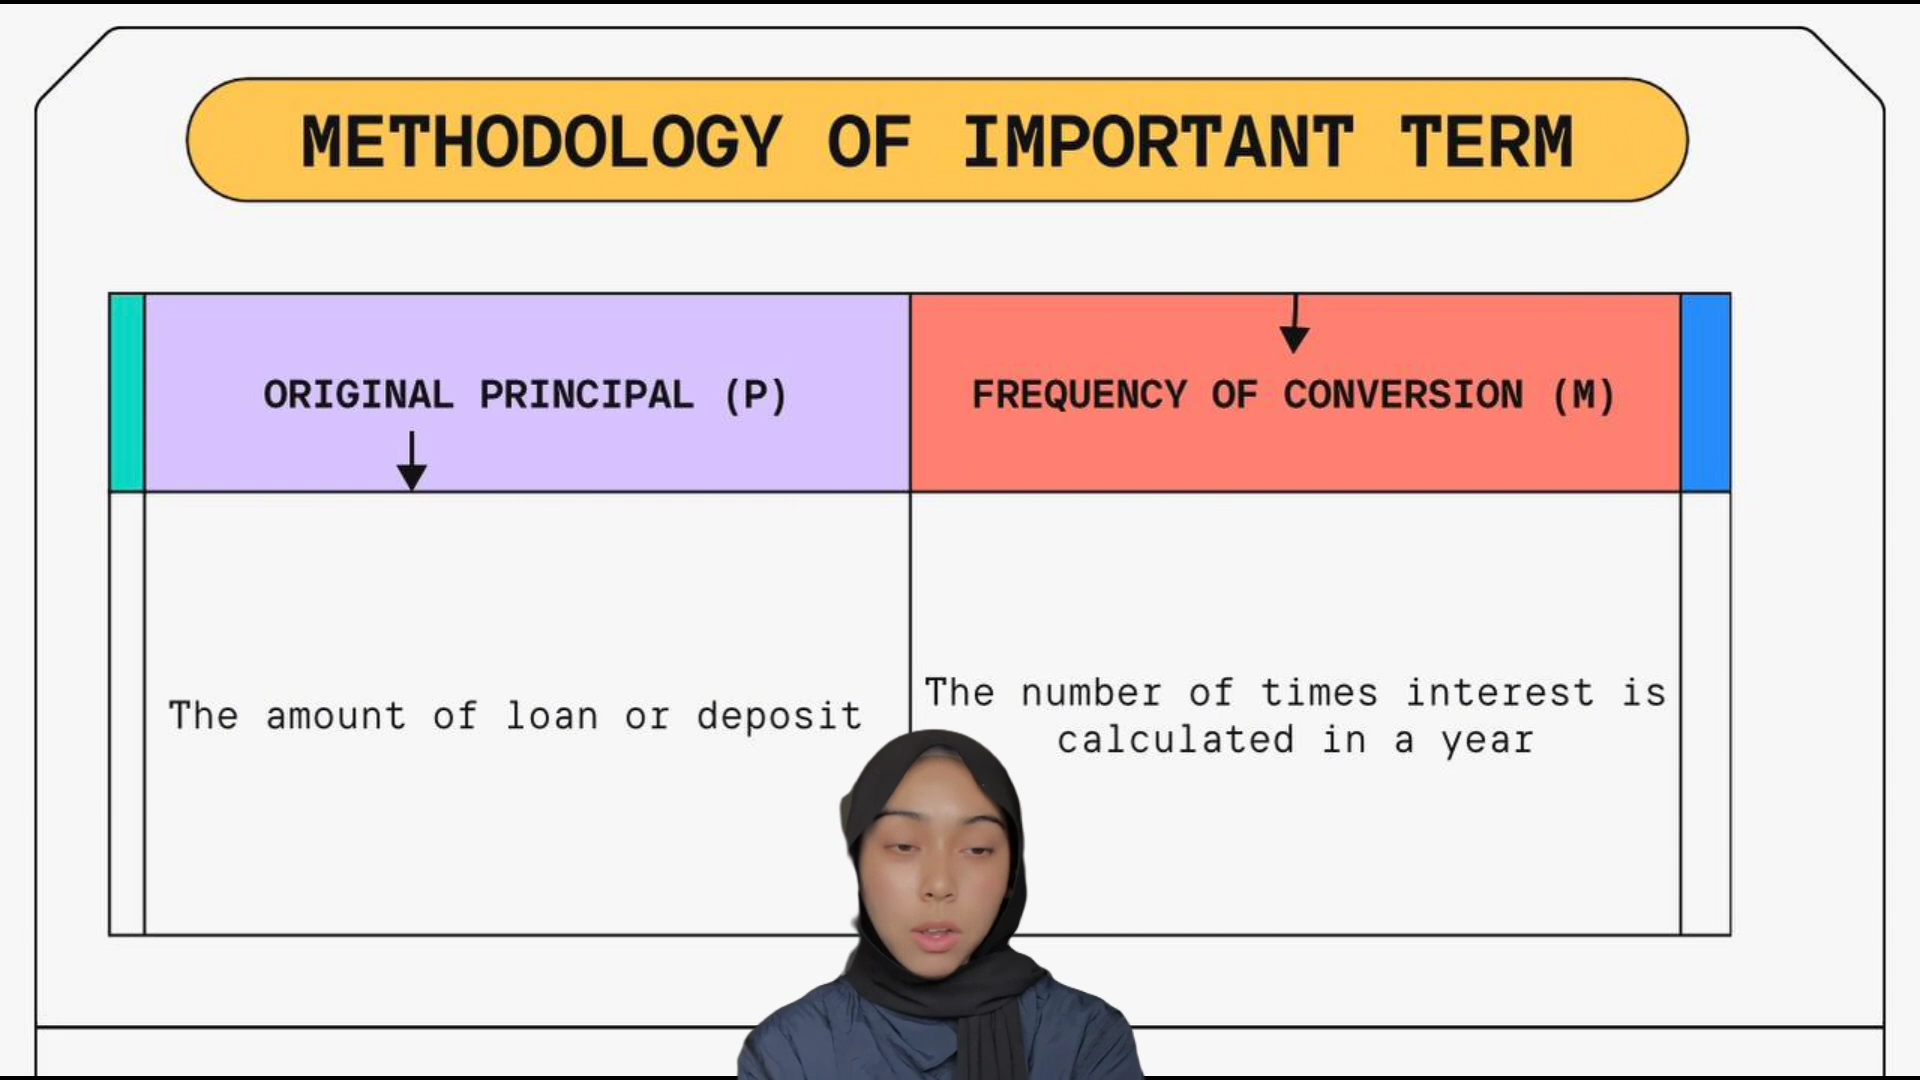 METHODOLOGY OF IMPORTANT TERM
ORIGINAL PRINCIPAL (P)
FREQUENCY OF CONVERSION (M)
The amount of loan or deposit
The number of times interest is
calculated in a year